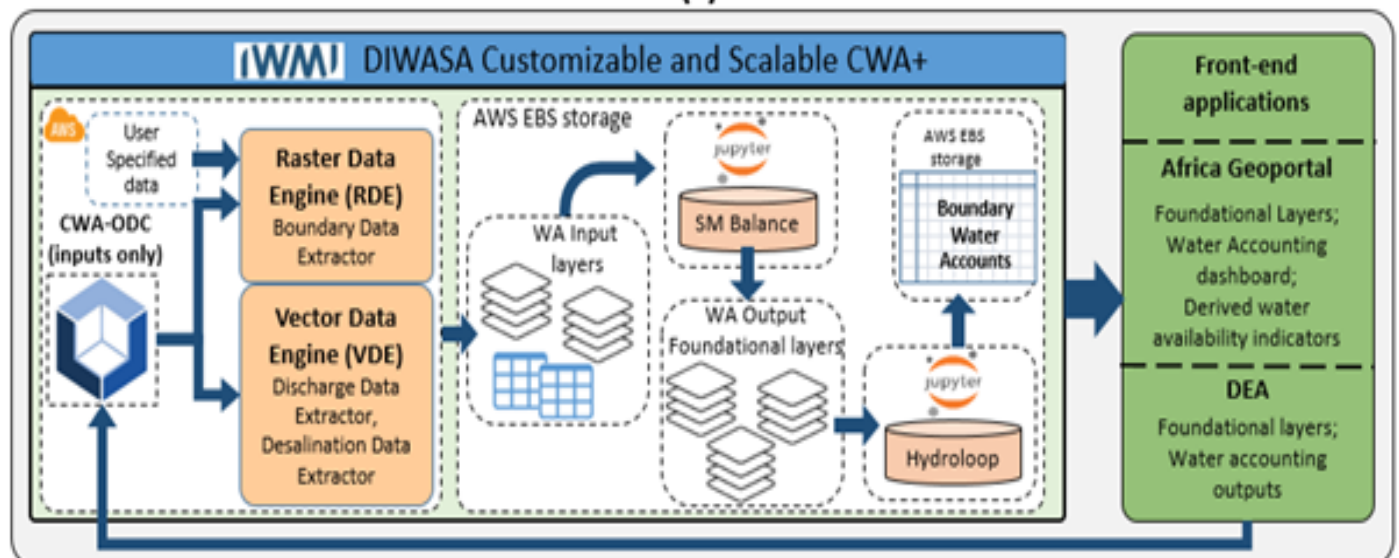 IWMI DIWASA Customizable and Scalable CWA+
AWS
User
Specified
data
CWA-ODC
(inputs only)
Raster Data
Engine (RDE)
Boundary Data
Extractor
Vector Data
Engine (VDE)
Discharge Data
Extractor,
Desalination Data
Extractor
AWS EBS storage
WA Input
layers
jupyter
SM Balance
WA Output
Foundational layers
jupyter
Hydroloop
AWS EBS
storage
Boundary
Water
Accounts
Front-end
applications
Africa Geoportal
Foundational Layers;
Water Accounting
dashboard;
Derived water
availability indicators
DEA
Foundational layers;
Water accounting
outputs